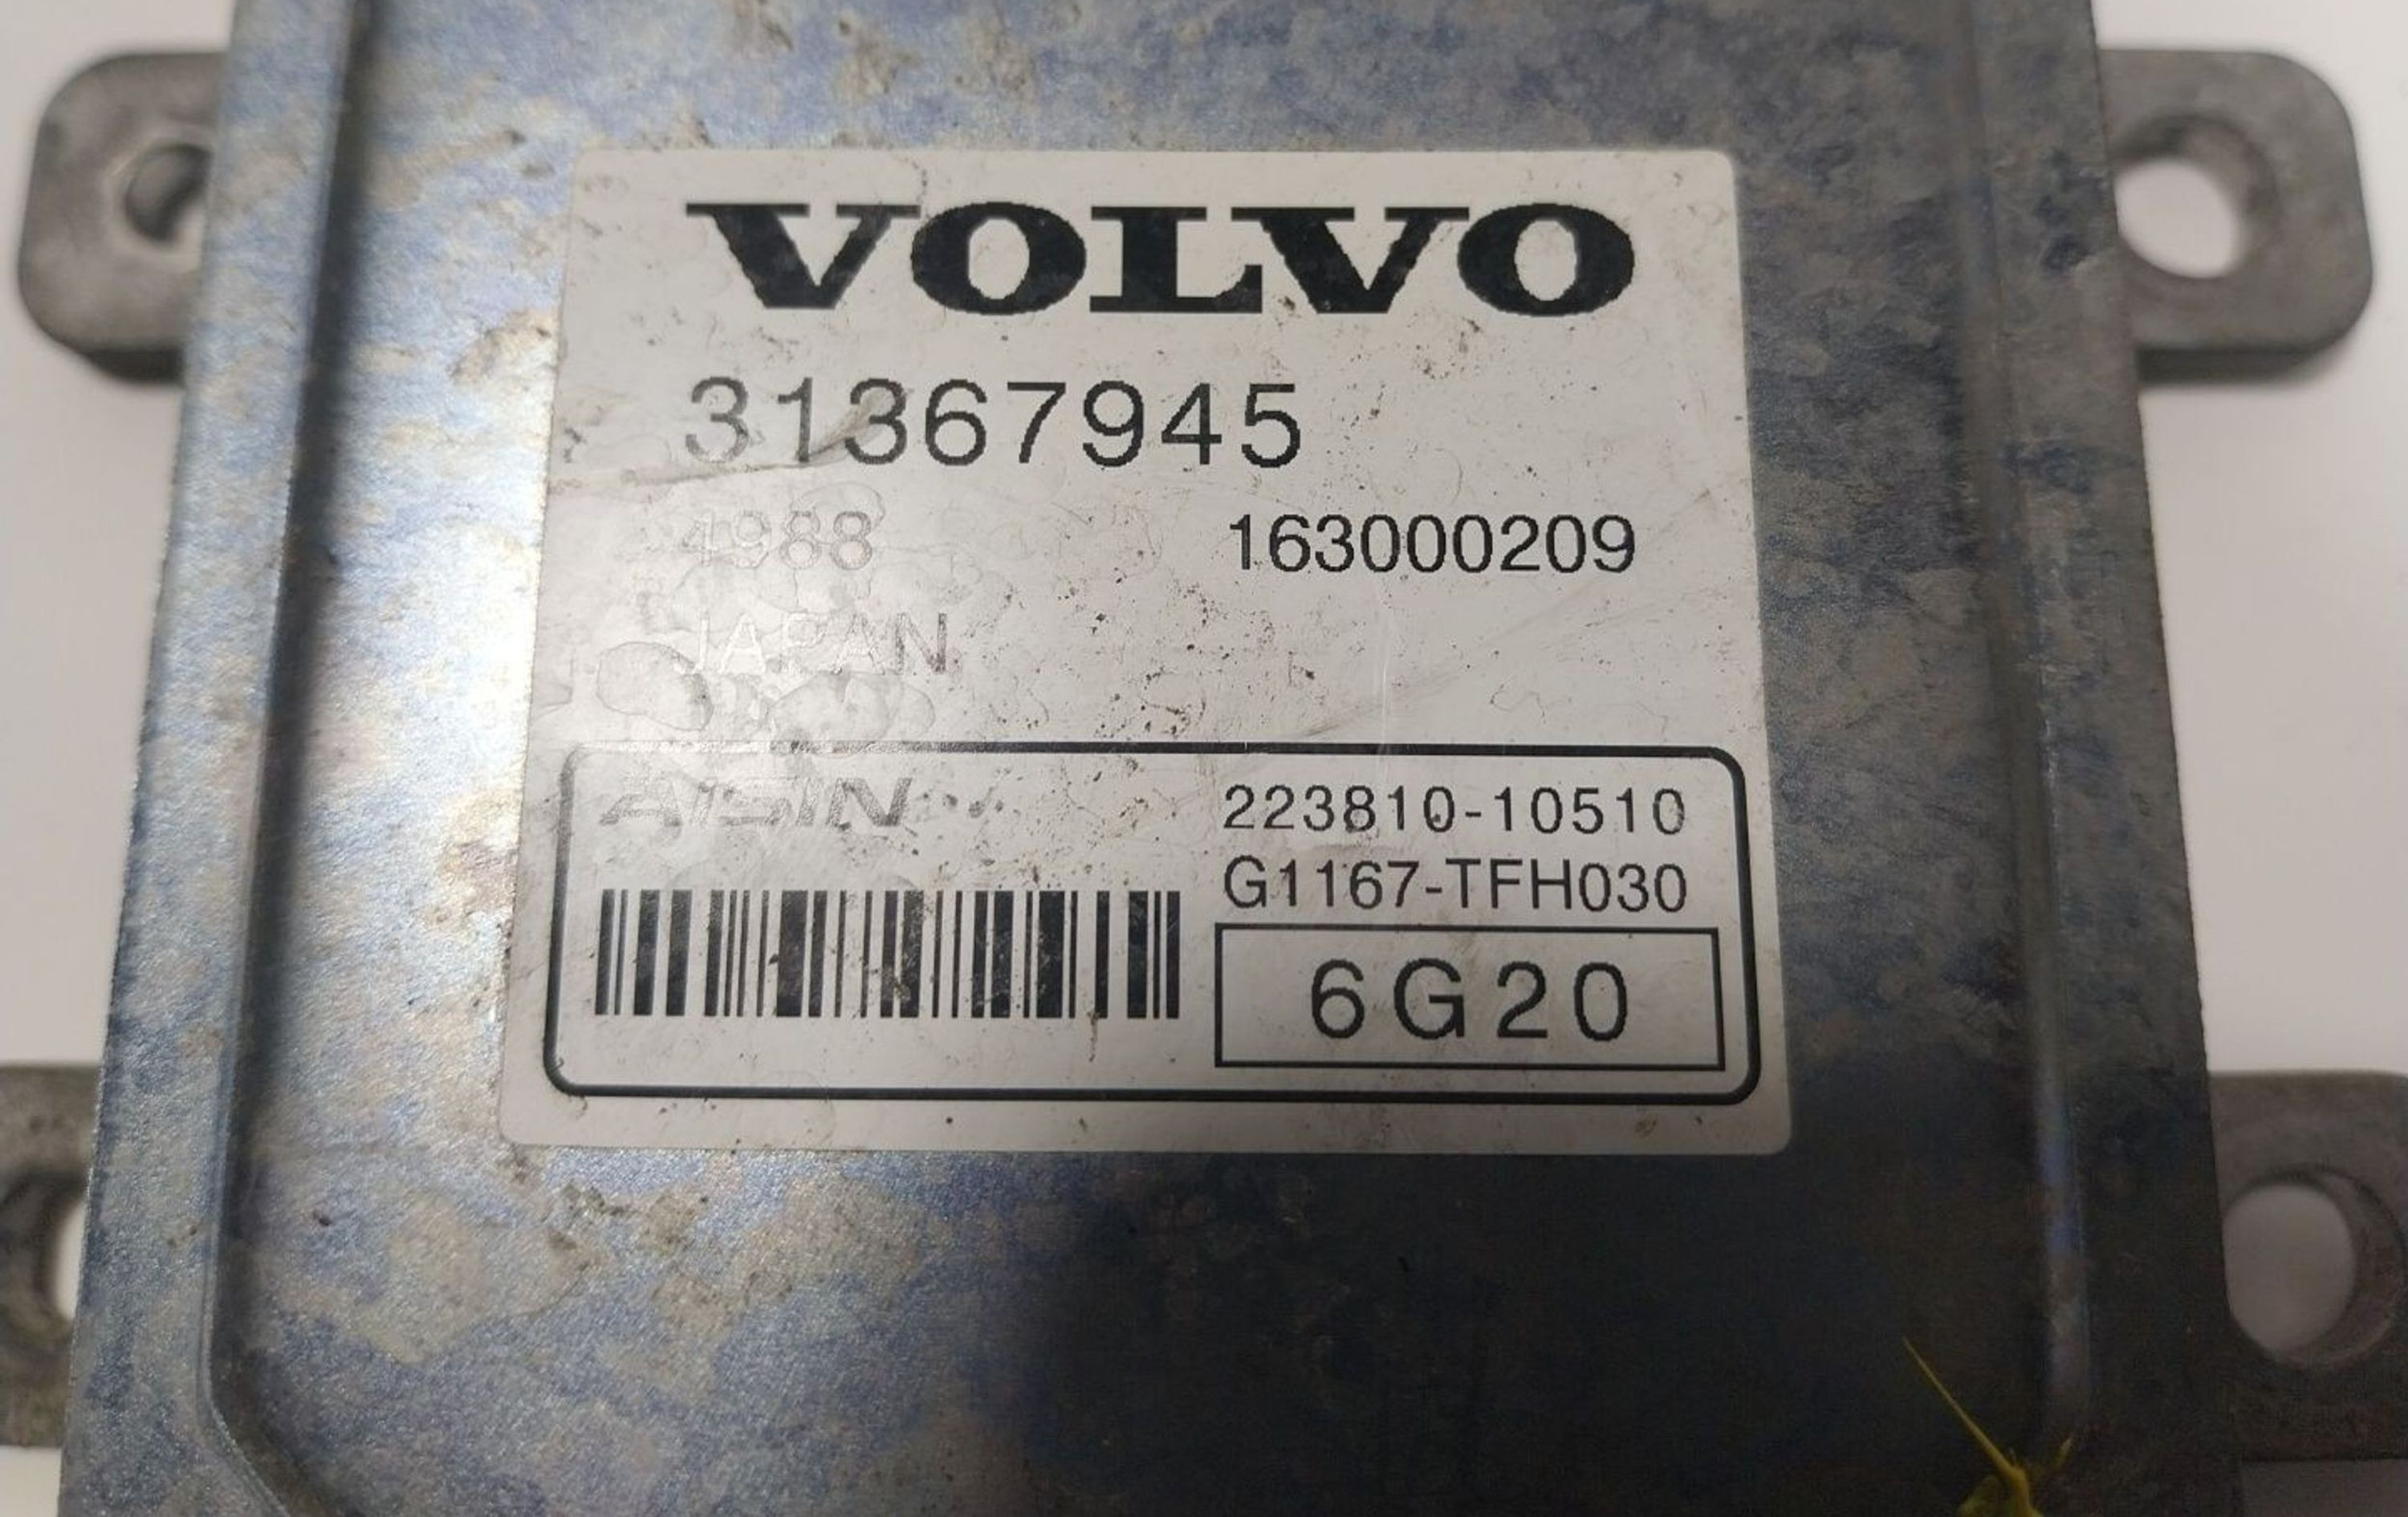 VOLVO
31367945
4988 163000209
JAPAN
AISIN 223810-10510
G1167-TFH030
6G20